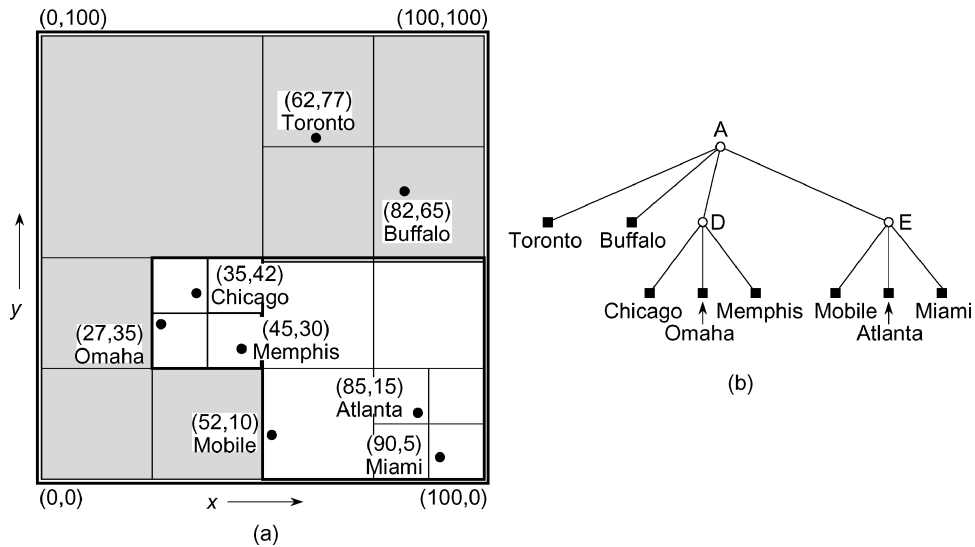 (0,100)
(100,100)
(62,77)
Toronto
(82,65)
Buffalo
y
(35,42)
Chicago
(27,35)
Omaha
(45,30)
Memphis
(85,15)
Atlanta
(52,10)
Mobile
(90,5)
Miami
(0,0)
x
(100,0)
(a)
A
Toronto
Buffalo
D
E
Chicago
Omaha
Memphis
Mobile
Atlanta
Miami
(b)